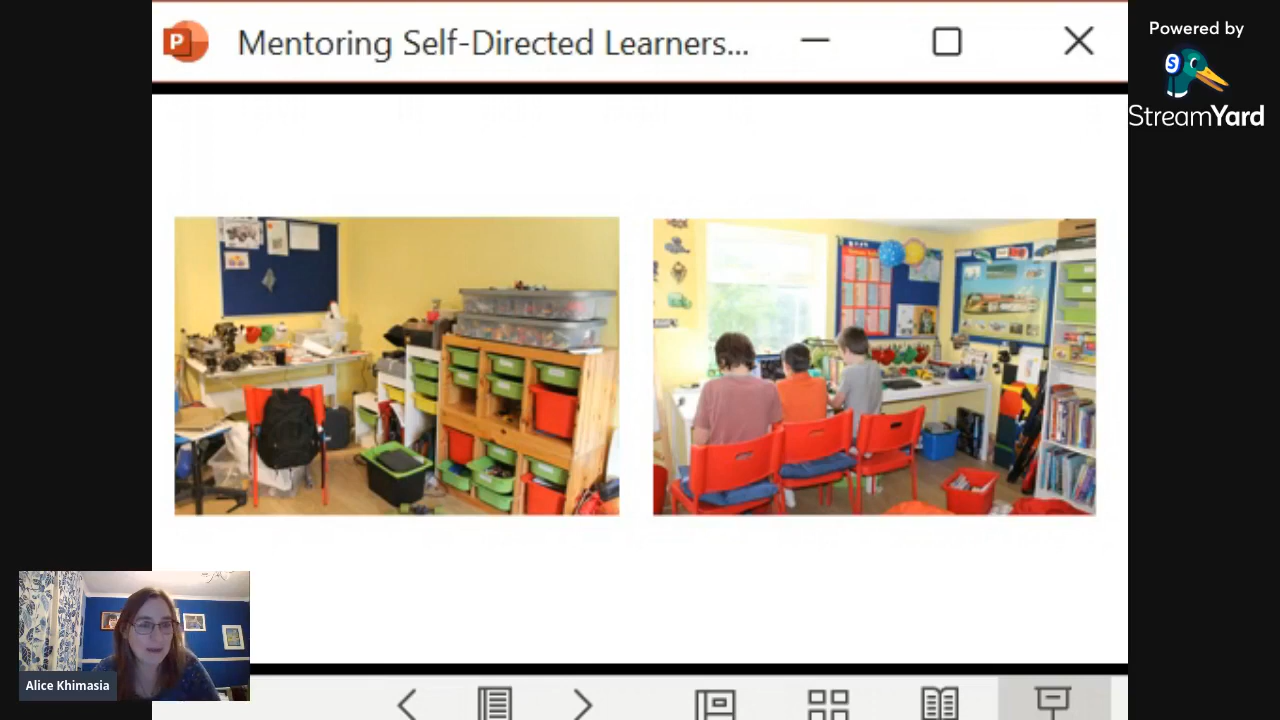 P Mentoring Self-Directed Learners...
Powered by
S
StreamYard
Alice Khimasia